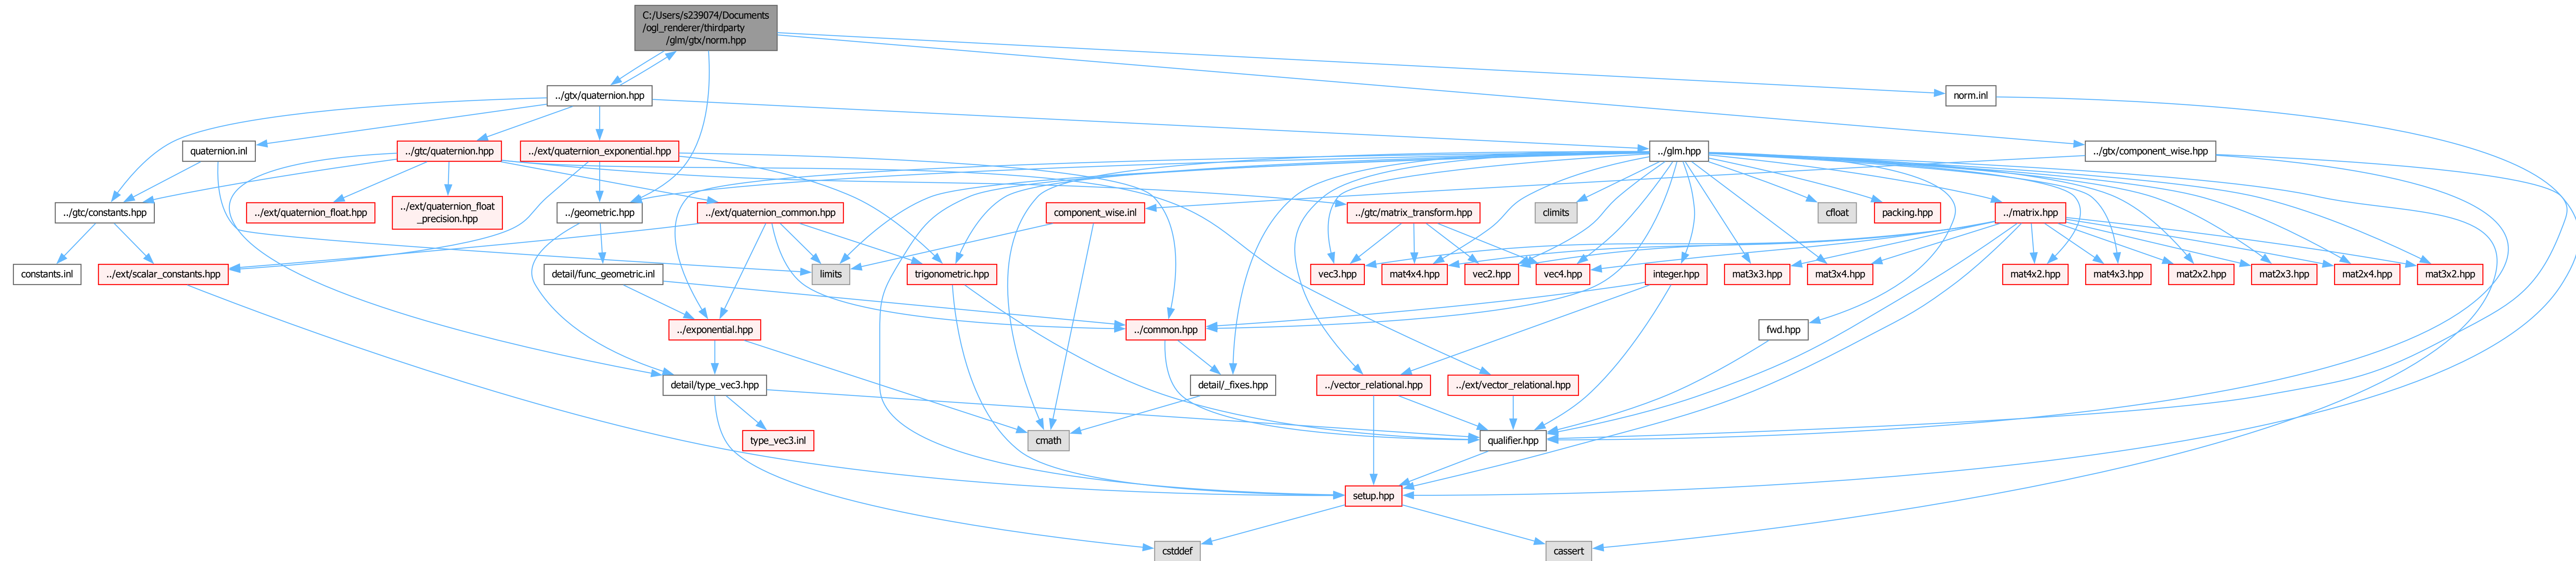 C:/Users/s239074/Documents
/ogl_renderer/thirdparty
/glm/gtx/norm.hpp
../gtx/quaternion.hpp
norm.inl
quaternion.inl
../gtc/quaternion.hpp
../ext/quaternion_exponential.hpp
../glm.hpp
../gtx/component_wise.hpp
../gtc/constants.hpp
../ext/quaternion_float.hpp
../ext/quaternion_float
_precision.hpp
../geometric.hpp
../ext/quaternion_common.hpp
component_wise.inl
../gtc/matrix_transform.hpp
climits
cfloat
packing.hpp
../matrix.hpp
constants.inl
../ext/scalar_constants.hpp
detail/func_geometric.inl
limits
trigonometric.hpp
vec3.hpp
mat4x4.hpp
vec2.hpp
vec4.hpp
integer.hpp
mat3x3.hpp
mat3x4.hpp
mat4x2.hpp
mat4x3.hpp
mat2x2.hpp
mat2x3.hpp
mat2x4.hpp
mat3x2.hpp
../exponential.hpp
../common.hpp
fwd.hpp
detail/type_vec3.hpp
detail/_fixes.hpp
../vector_relational.hpp
../ext/vector_relational.hpp
type_vec3.inl
cmath
qualifier.hpp
setup.hpp
cstddef
cassert